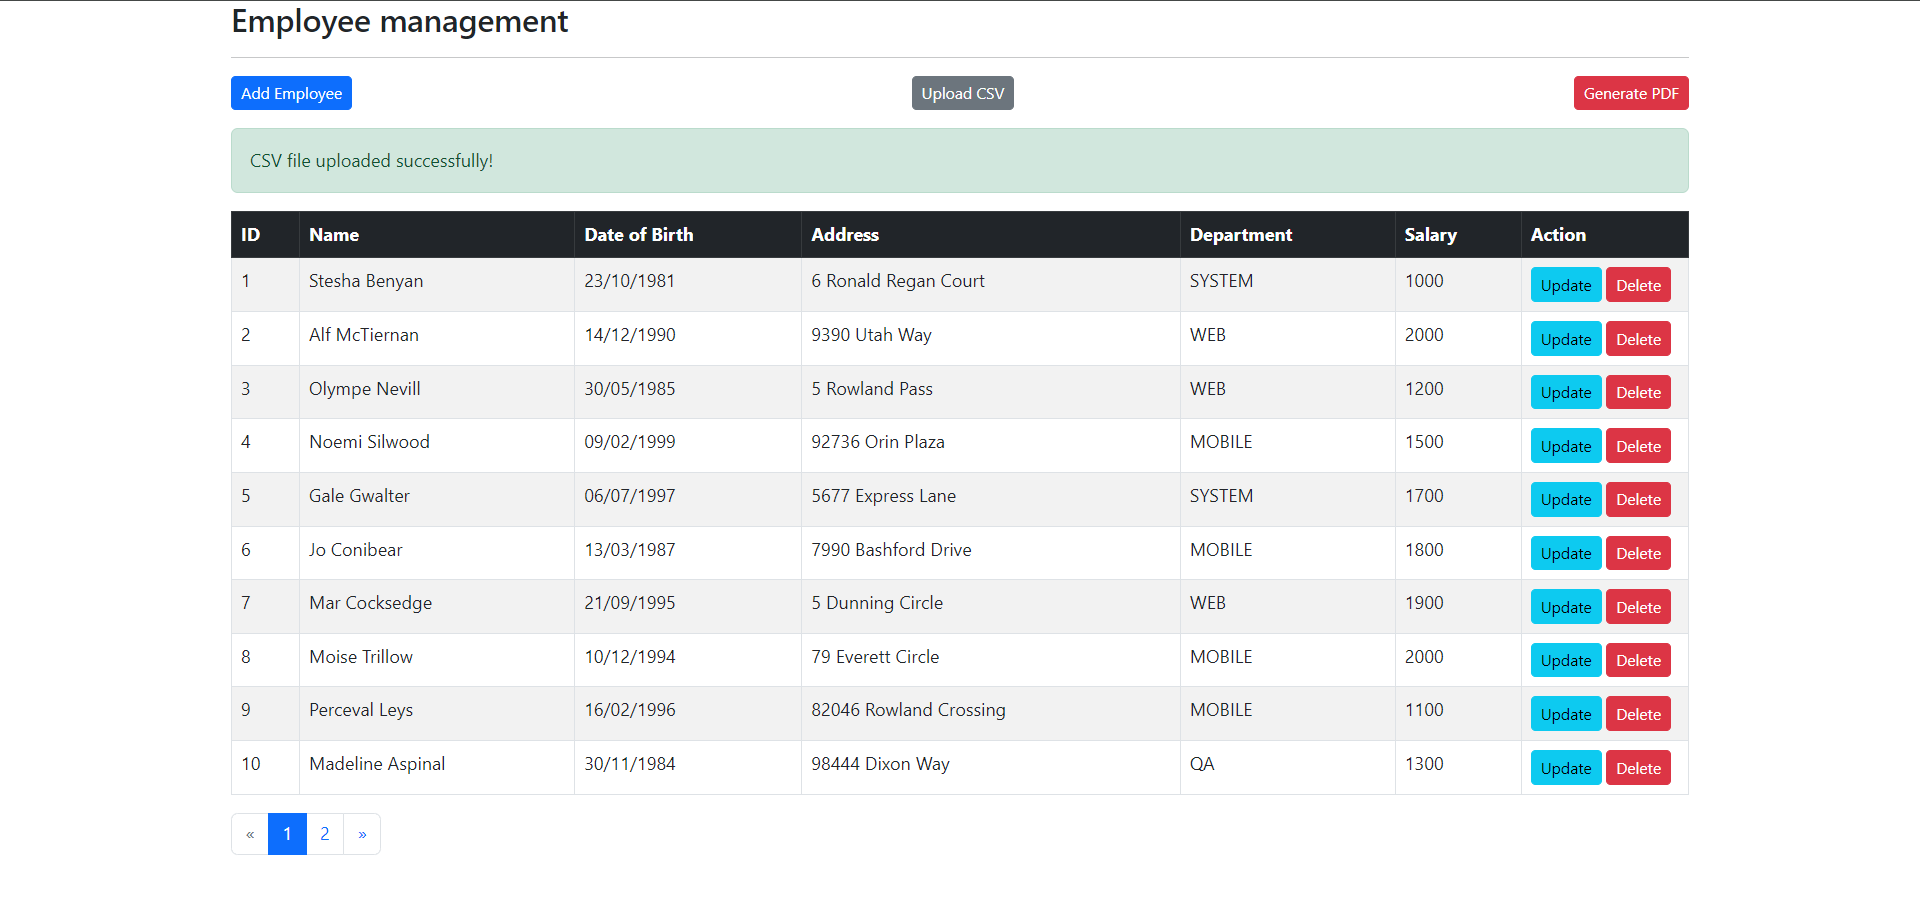 Employee management
Add Employee Upload CSV Generate PDF
CSV file uploaded successfully!
ID Name Date of Birth Address Department Salary Action
1 Stesha Benyan 23/10/1981 6 Ronald Regan Court SYSTEM 1000 Update Delete
2 Alf McTiernan 14/12/1990 9390 Utah Way WEB 2000 Update Delete
3 Olympe Nevill 30/05/1985 5 Rowland Pass WEB 1200 Update Delete
4 Noemi Silwood 09/02/1999 92736 Orin Plaza MOBILE 1500 Update Delete
5 Gale Gwalter 06/07/1997 5677 Express Lane SYSTEM 1700 Update Delete
6 Jo Conibear 13/03/1987 7990 Bashford Drive MOBILE 1800 Update Delete
7 Mar Cocksedge 21/09/1995 5 Dunning Circle WEB 1900 Update Delete
8 Moise Trillow 10/12/1994 79 Everett Circle MOBILE 2000 Update Delete
9 Perceval Leys 16/02/1996 82046 Rowland Crossing MOBILE 1100 Update Delete
10 Madeline Aspinal 30/11/1984 98444 Dixon Way QA 1300 Update Delete
« 1 2 »